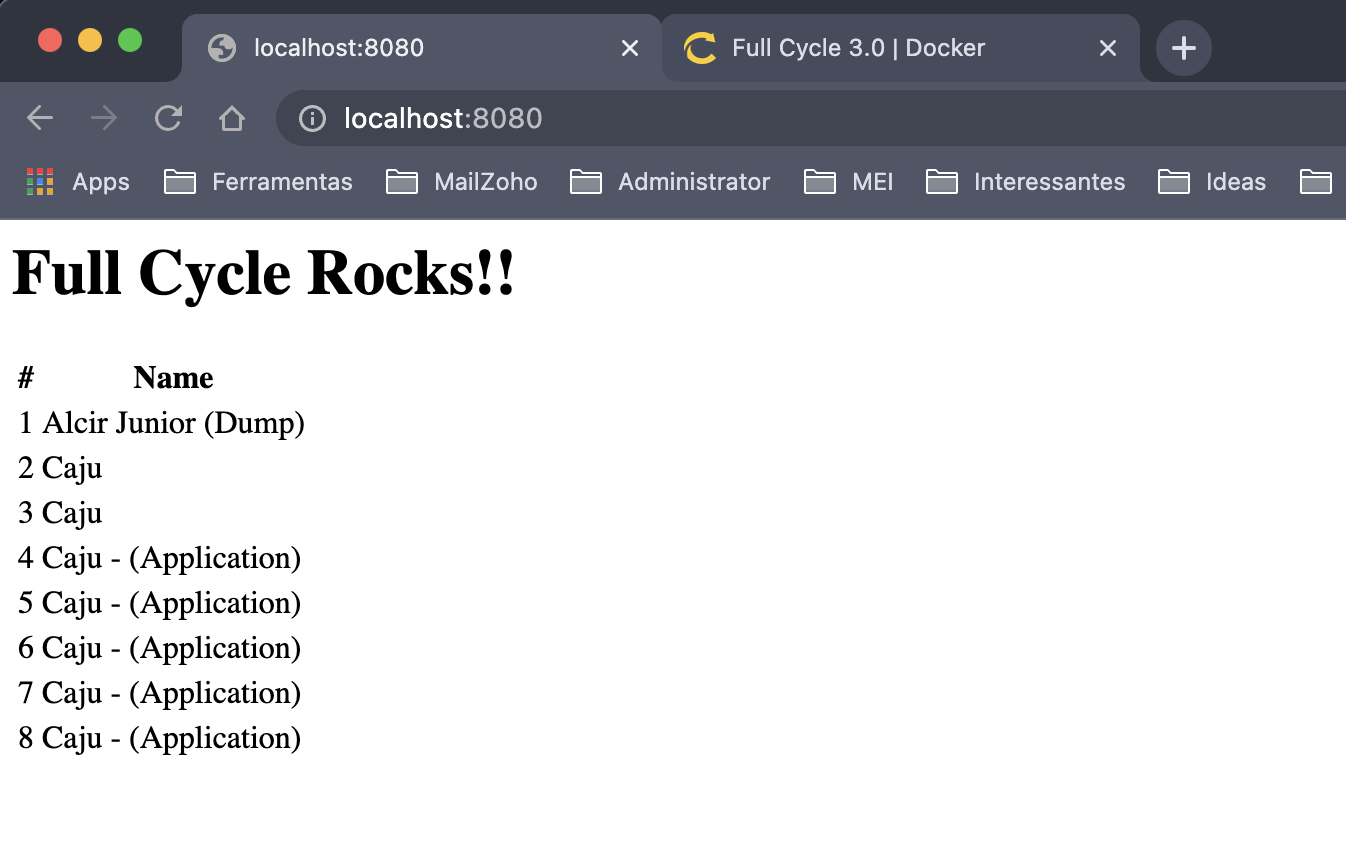 localhost:8080 Full Cycle 3.0 | Docker
localhost:8080
Apps Ferramentas MailZoho Administrator MEI Interessantes Ideas
Full Cycle Rocks!!
# Name
1 Alcir Junior (Dump)
2 Caju
3 Caju
4 Caju - (Application)
5 Caju - (Application)
6 Caju - (Application)
7 Caju - (Application)
8 Caju - (Application)